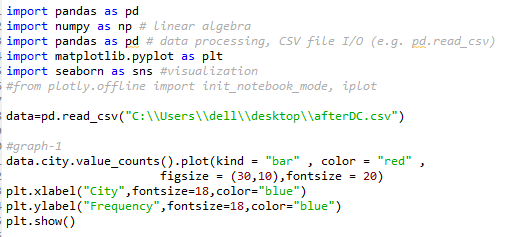 import pandas as pd
import numpy as np # linear algebra
import pandas as pd # data processing, CSV file I/O (e.g. pd.read_csv)
import matplotlib.pyplot as plt
import seaborn as sns #visualization
#from plotly.offline import init_notebook_mode, iplot
data=pd.read_csv("C:\\Users\\dell\\desktop\\afterDC.csv")
#graph-1
data.city.value_counts().plot(kind = "bar" , color = "red" ,
figsize = (30,10),fontsize = 20)
plt.xlabel("City",fontsize=18,color="blue")
plt.ylabel("Frequency",fontsize=18,color="blue")
plt.show()